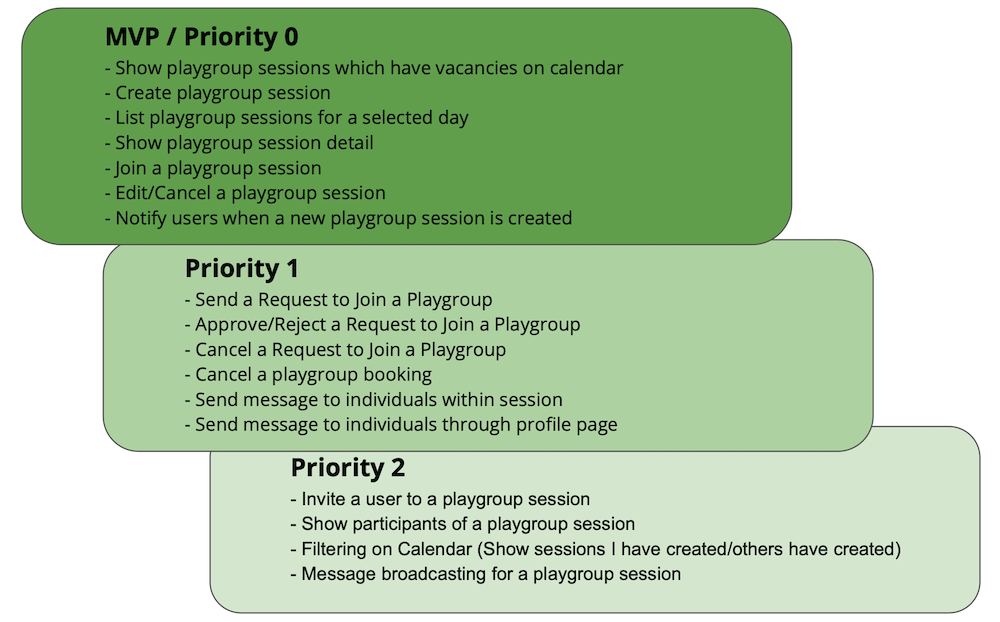 MVP / Priority 0
- Show playgroup sessions which have vacancies on calendar
- Create playgroup session
- List playgroup sessions for a selected day
- Show playgroup session detail
- Join a playgroup session
- Edit/Cancel a playgroup session
- Notify users when a new playgroup session is created
Priority 1
- Send a Request to Join a Playgroup
- Approve/Reject a Request to Join a Playgroup
- Cancel a Request to Join a Playgroup
- Cancel a playgroup booking
- Send message to individuals within session
- Send message to individuals through profile page
Priority 2
- Invite a user to a playgroup session
- Show participants of a playgroup session
- Filtering on Calendar (Show sessions I have created/others have created)
- Message broadcasting for a playgroup session